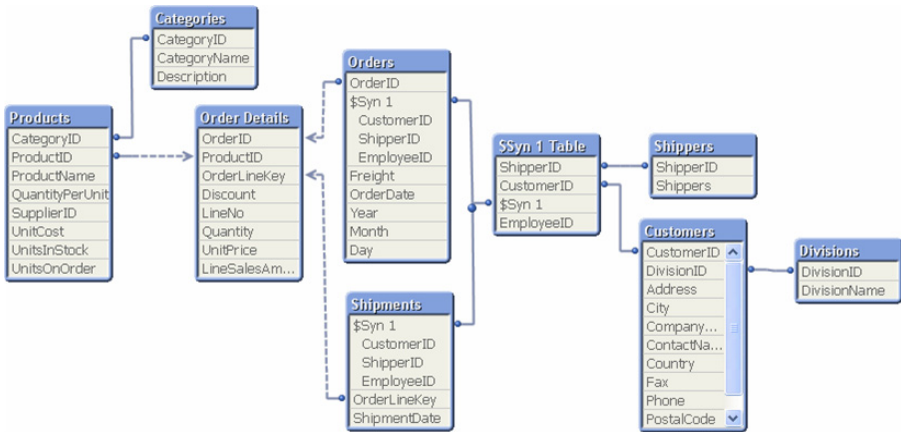 Categories
CategoryID
CategoryName
Description
Products
CategoryID
ProductID
ProductName
QuantityPerUnit
SupplierID
UnitCost
UnitsInStock
UnitsOnOrder
Order Details
OrderID
ProductID
OrderLineKey
Discount
LineNo
Quantity
UnitPrice
LineSalesAm...
Orders
OrderID
$Syn 1
CustomerID
ShipperID
EmployeeID
Freight
OrderDate
Year
Month
Day
Shipments
$Syn 1
CustomerID
ShipperID
EmployeeID
OrderLineKey
ShipmentDate
$Syn 1 Table
ShipperID
CustomerID
$Syn 1
EmployeeID
Shippers
ShipperID
Shippers
Customers
CustomerID
DivisionID
Address
City
Company...
ContactNa...
Country
Fax
Phone
PostalCode
Divisions
DivisionID
DivisionName